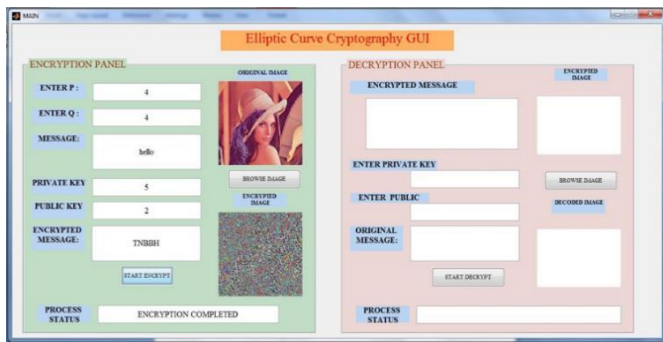 MAIN
Elliptic Curve Cryptography GUI
ENCRYPTION PANEL
ORIGINAL IMAGE
ENTER P :
4
ENTER Q :
4
MESSAGE:
hello
BROWSE IMAGE
PRIVATE KEY
5
ENCRYPTED
IMAGE
PUBLIC KEY
2
ENCRYPTED
MESSAGE:
TNBBH
START ENCRYPT
PROCESS
STATUS
ENCRYPTION COMPLETED
DECRYPTION PANEL
ENCRYPTED MESSAGE
ENCRYPTED
IMAGE
ENTER PRIVATE KEY
BROWSE IMAGE
ENTER PUBLIC
DECODED IMAGE
ORIGINAL
MESSAGE:
START DECRYPT
PROCESS
STATUS